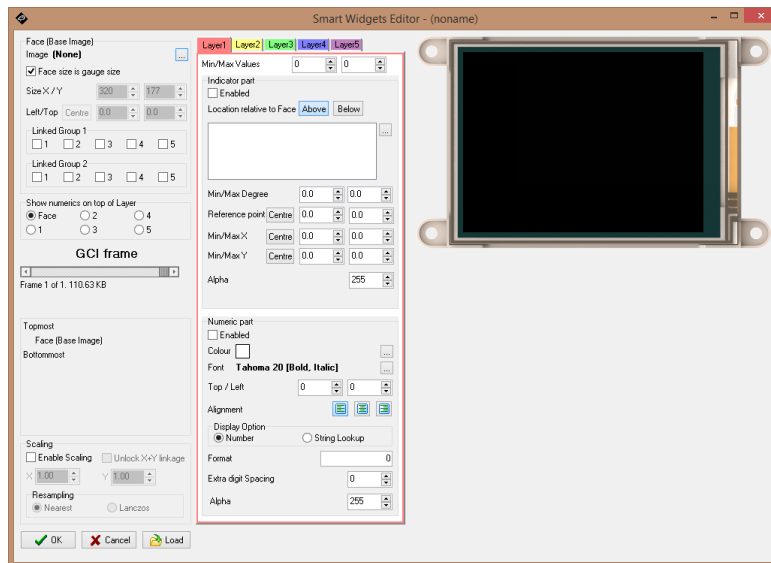 Smart Widgets Editor - (noname)
Face (Base Image)
Image (None)
...
Face size is gauge size
Size X / Y 320 177
Left/Top Centre 0.0 0.0
Linked Group 1
1 2 3 4 5
Linked Group 2
1 2 3 4 5
Show numerics on top of Layer
Face 2 4
1 3 5
GCI frame
Frame 1 of 1. 110.63 KB
Topmost
Face (Base Image)
Bottommost
Scaling
Enable Scaling Unlock X+Y linkage
X 1.00 Y 1.00
Resampling
Nearest Lanczos
OK Cancel Load
Layer1 Layer2 Layer3 Layer4 Layer5
Min/Max Values 0 0
Indicator part
Enabled
Location relative to Face Above Below
...
Min/Max Degree 0.0 0.0
Reference point Centre 0.0 0.0
Min/Max X Centre 0.0 0.0
Min/Max Y Centre 0.0 0.0
Alpha 255
Numeric part
Enabled
Colour ...
Font Tahoma 20 [Bold, Italic] ...
Top / Left 0 0
Alignment
Display Option
Number String Lookup
Format 0
Extra digit Spacing 0
Alpha 255